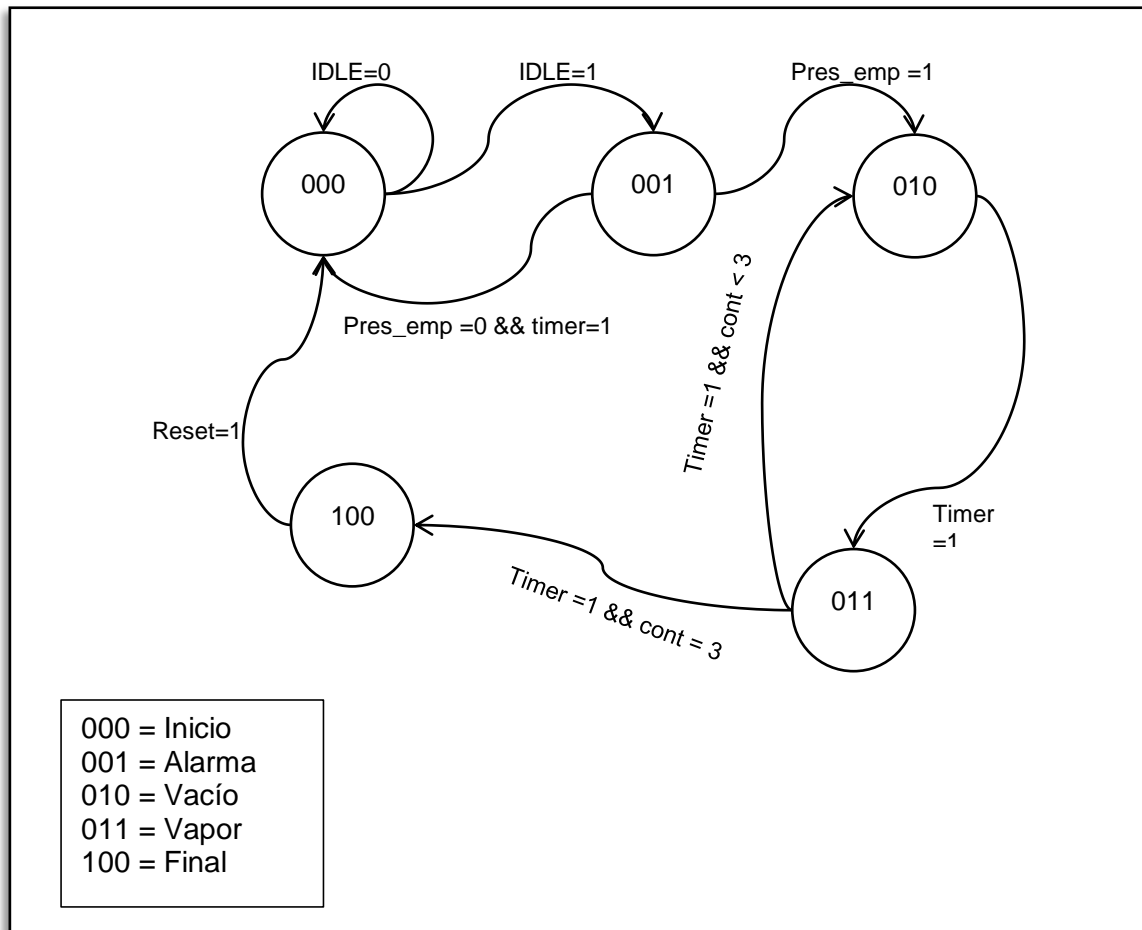 IDLE=0
IDLE=1
Pres_emp =1
000
001
010
Pres_emp =0 && timer=1
Timer =1 && cont < 3
Reset=1
100
Timer
=1
011
Timer =1 && cont = 3
000 = Inicio
001 = Alarma
010 = Vacío
011 = Vapor
100 = Final